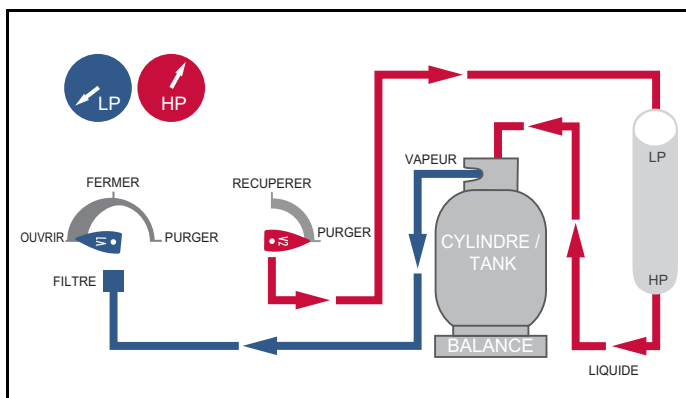 LP
HP
FERMER
OUVRIR
V1
PURGER
FILTRE
RECUPERER
V2
PURGER
VAPEUR
CYLINDRE /
TANK
BALANCE
LP
HP
LIQUIDE